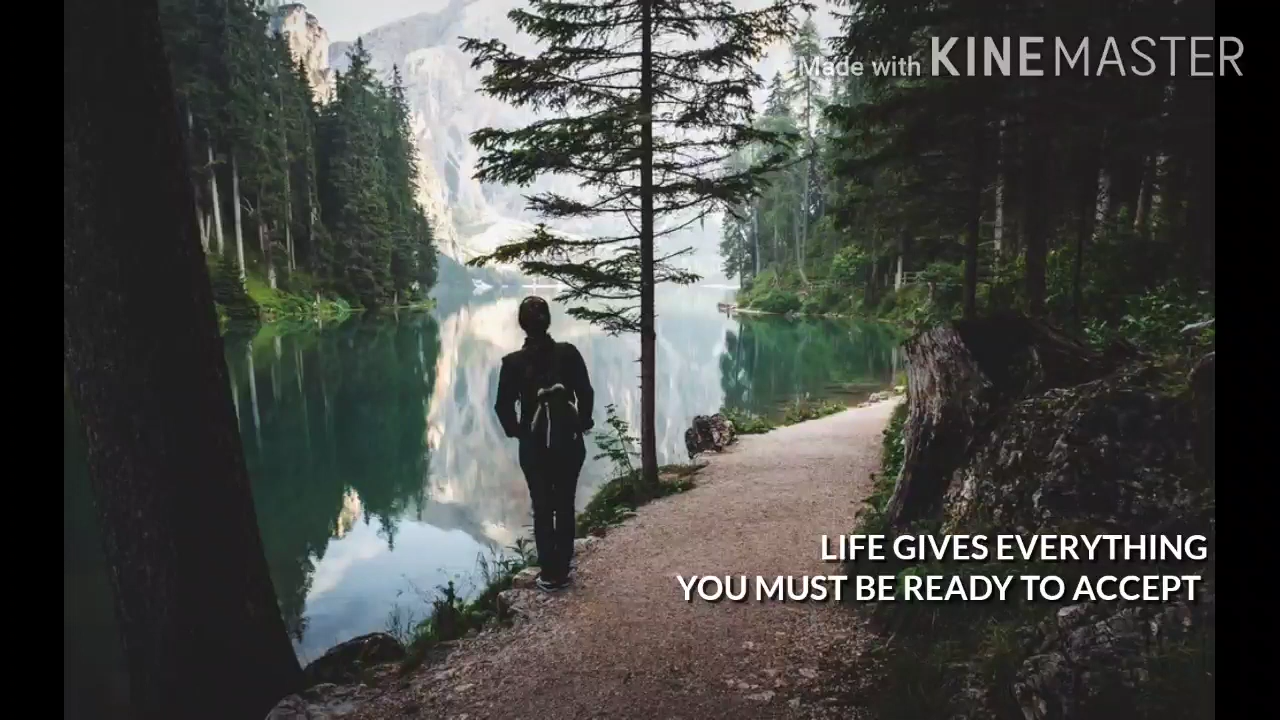 Made with KINEMASTER
LIFE GIVES EVERYTHING
YOU MUST BE READY TO ACCEPT